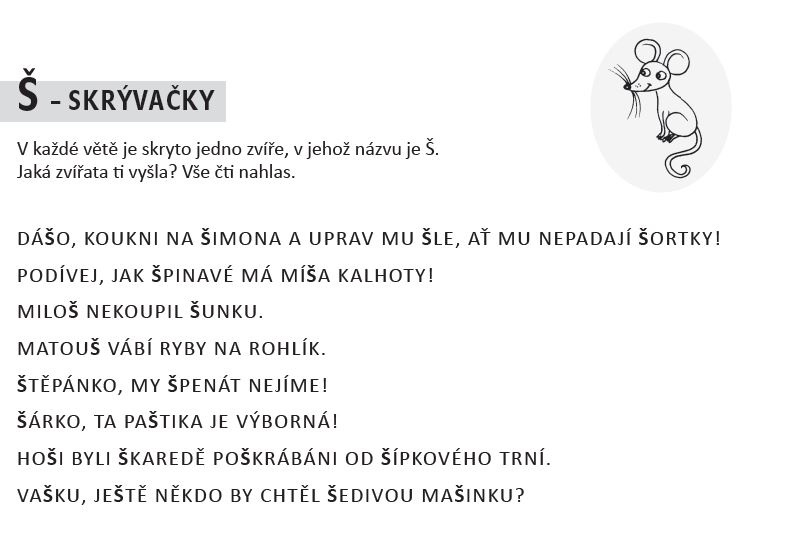 Š – SKRÝVAČKY
V každé větě je skryto jedno zvíře, v jehož názvu je Š.
Jaká zvířata ti vyšla? Vše čti nahlas.
DÁŠO, KOUKNI NA ŠIMONA A UPRAV MU ŠLE, AŤ MU NEPADAJÍ ŠORTKY!
PODÍVEJ, JAK ŠPINAVÉ MÁ MÍŠA KALHOTY!
MILOŠ NEKOUPIL ŠUNKU.
MATOUŠ VÁBÍ RYBY NA ROHLÍK.
ŠTĚPÁNKO, MY ŠPENÁT NEJÍME!
ŠÁRKO, TA PAŠTIKA JE VÝBORNÁ!
HOŠI BYLI ŠKAREDĚ POŠKRÁBÁNI OD ŠÍPKOVÉHO TRNÍ.
VAŠKU, JEŠTĚ NĚKDO BY CHTĚL ŠEDIVOU MAŠINKU?